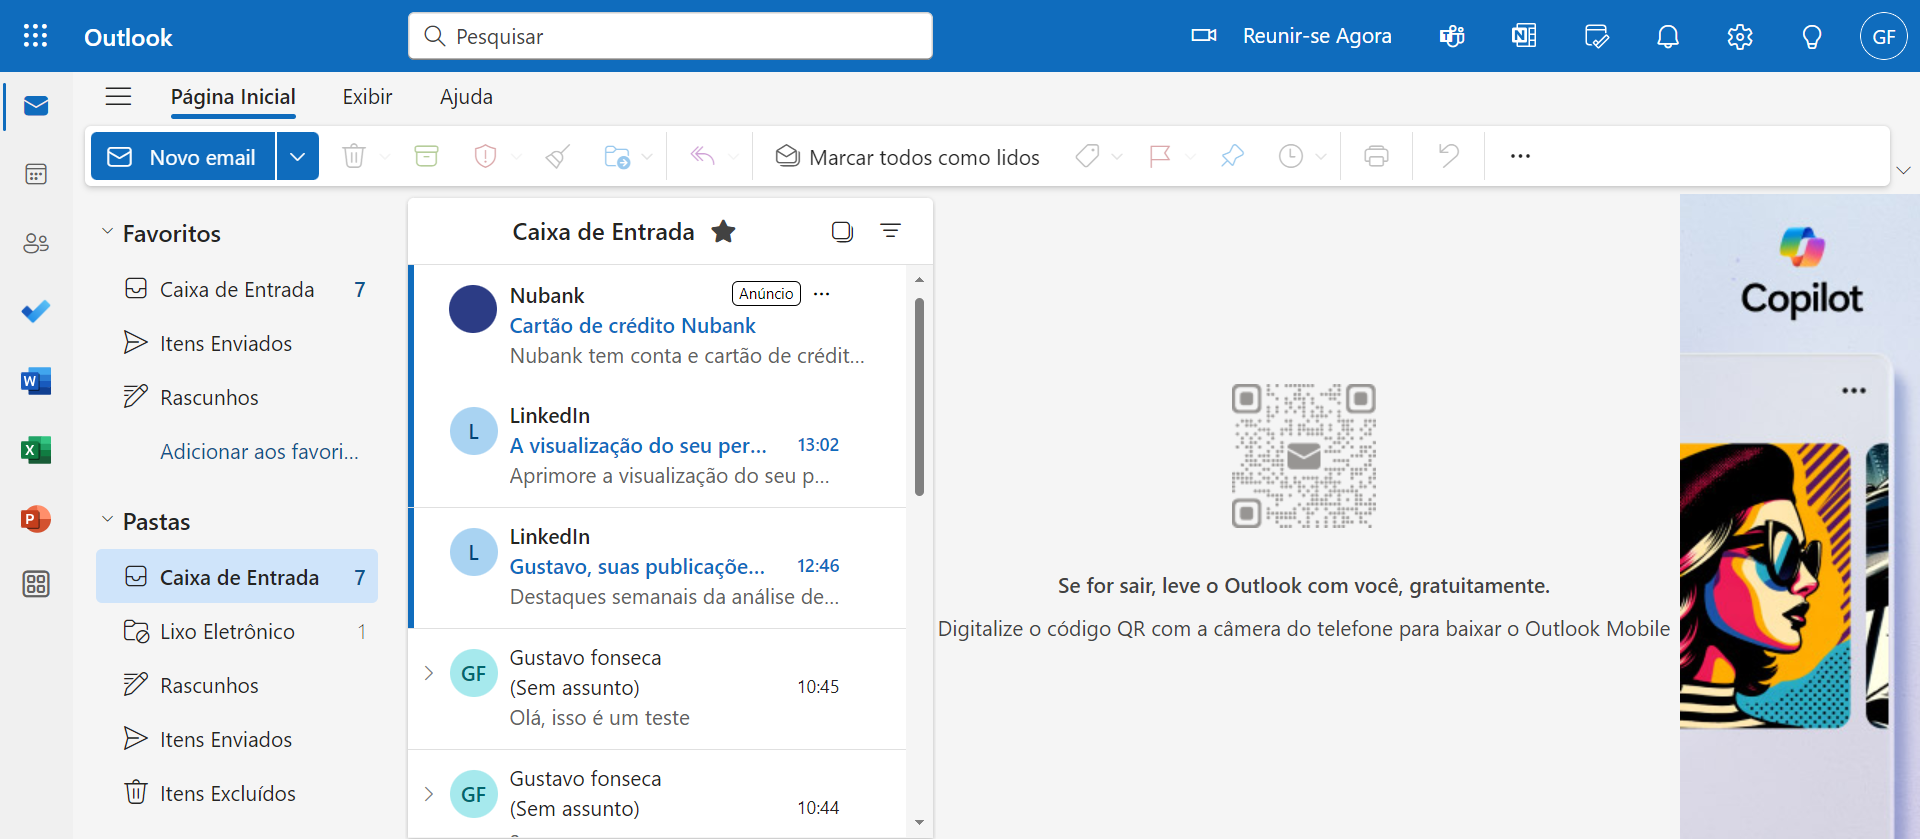 Outlook
Pesquisar
Reunir-se Agora
GF
Página Inicial
Exibir
Ajuda
Novo email
Marcar todos como lidos
Favoritos
Caixa de Entrada 7
Itens Enviados
Rascunhos
Adicionar aos favori...
Pastas
Caixa de Entrada 7
Lixo Eletrônico 1
Rascunhos
Itens Enviados
Itens Excluídos
Caixa de Entrada
Nubank Anúncio
Cartão de crédito Nubank
Nubank tem conta e cartão de crédit...
L
LinkedIn
A visualização do seu per... 13:02
Aprimore a visualização do seu p...
L
LinkedIn
Gustavo, suas publicaçõe... 12:46
Destaques semanais da análise de...
GF
Gustavo fonseca
(Sem assunto) 10:45
Olá, isso é um teste
GF
Gustavo fonseca
(Sem assunto) 10:44
Se for sair, leve o Outlook com você, gratuitamente.
Digitalize o código QR com a câmera do telefone para baixar o Outlook Mobile
Copilot